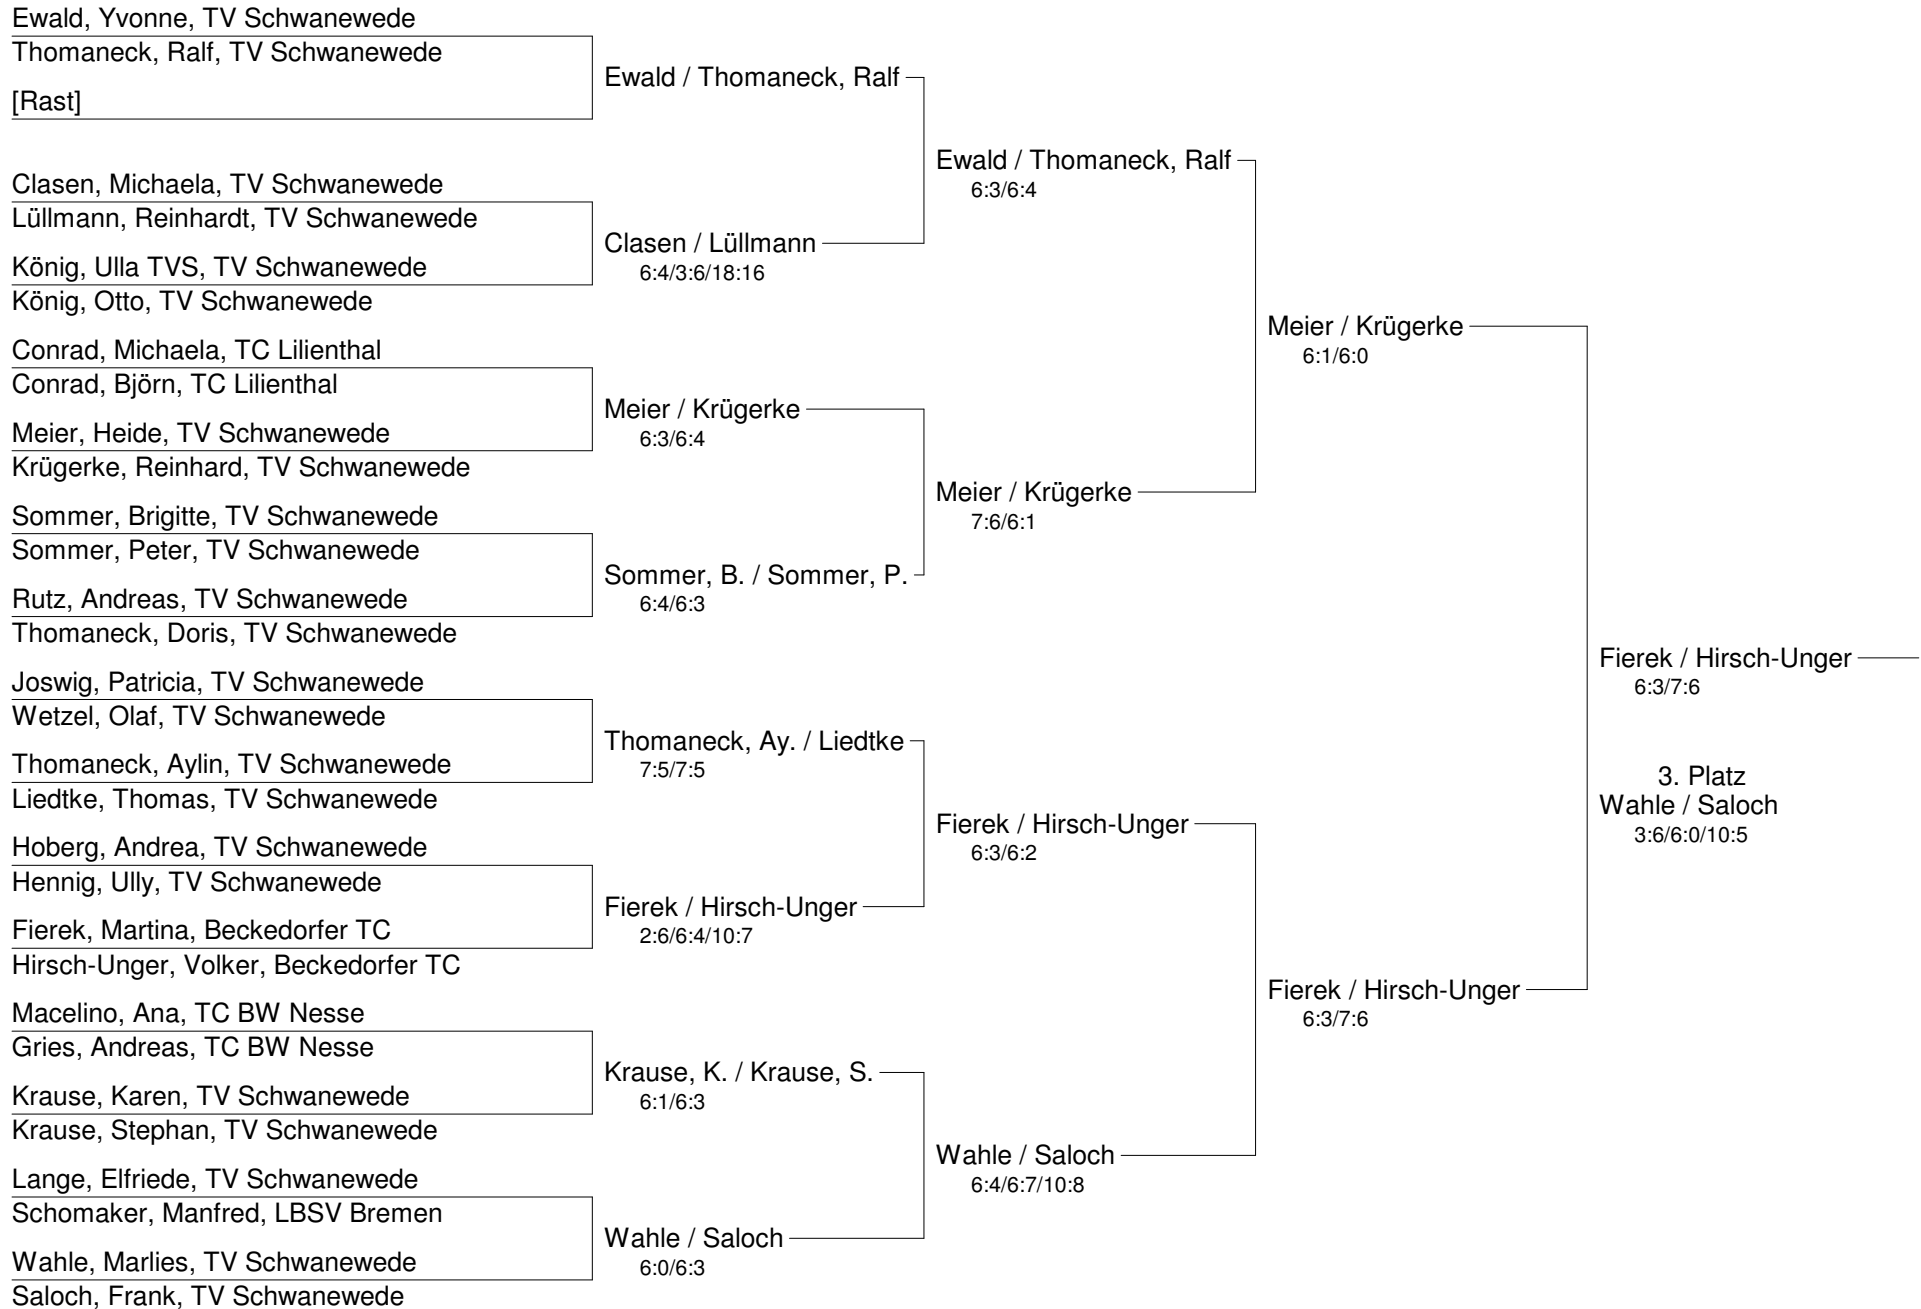 Ewald, Yvonne, TV Schwanewede
Thomaneck, Ralf, TV Schwanewede
[Rast]
Clasen, Michaela, TV Schwanewede
Lüllmann, Reinhardt, TV Schwanewede
König, Ulla TVS, TV Schwanewede
König, Otto, TV Schwanewede
Conrad, Michaela, TC Lilienthal
Conrad, Björn, TC Lilienthal
Meier, Heide, TV Schwanewede
Krügerke, Reinhard, TV Schwanewede
Sommer, Brigitte, TV Schwanewede
Sommer, Peter, TV Schwanewede
Rutz, Andreas, TV Schwanewede
Thomaneck, Doris, TV Schwanewede
Joswig, Patricia, TV Schwanewede
Wetzel, Olaf, TV Schwanewede
Thomaneck, Aylin, TV Schwanewede
Liedtke, Thomas, TV Schwanewede
Hoberg, Andrea, TV Schwanewede
Hennig, Ully, TV Schwanewede
Fierek, Martina, Beckedorfer TC
Hirsch-Unger, Volker, Beckedorfer TC
Macelino, Ana, TC BW Nesse
Gries, Andreas, TC BW Nesse
Krause, Karen, TV Schwanewede
Krause, Stephan, TV Schwanewede
Lange, Elfriede, TV Schwanewede
Schomaker, Manfred, LBSV Bremen
Wahle, Marlies, TV Schwanewede
Saloch, Frank, TV Schwanewede
Ewald / Thomaneck, Ralf
Clasen / Lüllmann
6:4/3:6/18:16
Meier / Krügerke
6:3/6:4
Sommer, B. / Sommer, P.
6:4/6:3
Thomaneck, Ay. / Liedtke
7:5/7:5
Fierek / Hirsch-Unger
2:6/6:4/10:7
Krause, K. / Krause, S.
6:1/6:3
Wahle / Saloch
6:0/6:3
Ewald / Thomaneck, Ralf
6:3/6:4
Meier / Krügerke
7:6/6:1
Fierek / Hirsch-Unger
6:3/6:2
Wahle / Saloch
6:4/6:7/10:8
Meier / Krügerke
6:1/6:0
Fierek / Hirsch-Unger
6:3/7:6
Fierek / Hirsch-Unger
6:3/7:6
3. Platz
Wahle / Saloch
3:6/6:0/10:5